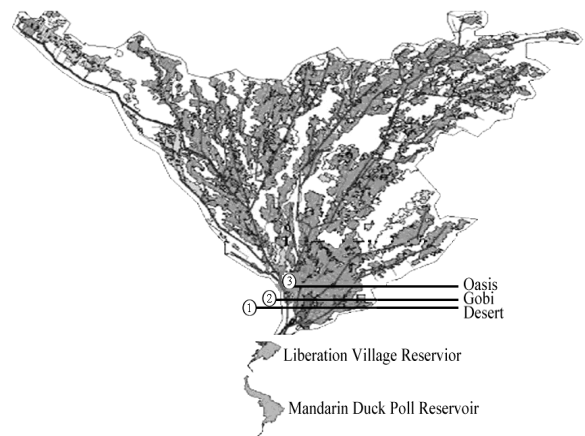 ③
Oasis
② Gobi
① Desert
Liberation Village Reservior
Mandarin Duck Poll Reservoir